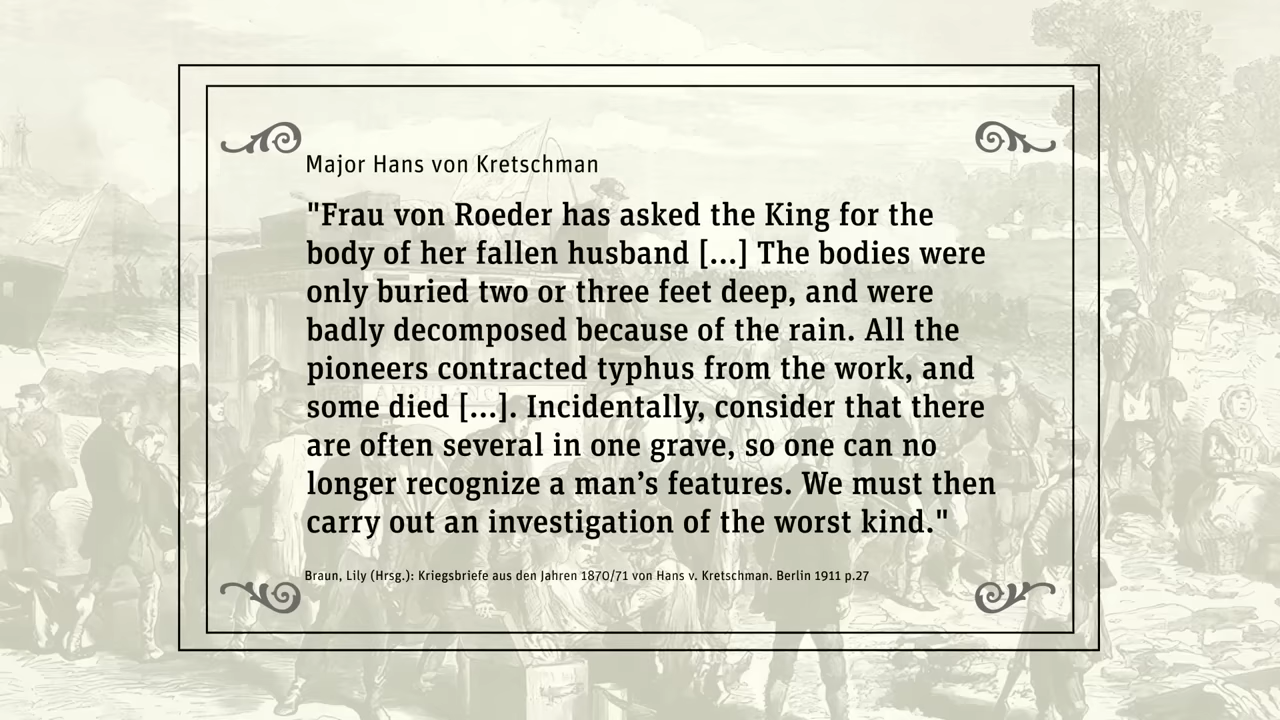 Major Hans von Kretschman
"Frau von Roeder has asked the King for the
body of her fallen husband [...] The bodies were
only buried two or three feet deep, and were
badly decomposed because of the rain. All the
pioneers contracted typhus from the work, and
some died [...]. Incidentally, consider that there
are often several in one grave, so one can no
longer recognize a man's features. We must then
carry out an investigation of the worst kind."
Braun, Lily (Hrsg.): Kriegsbriefe aus den Jahren 1870/71 von Hans v. Kretschman. Berlin 1911 p.27
AMBULANCE